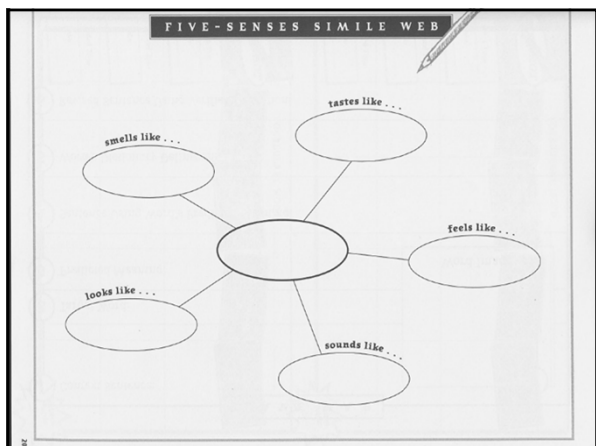 FIVE-SENSES SIMILE WEB
tastes like . . .
smells like . . .
feels like . . .
looks like . . .
sounds like . . .